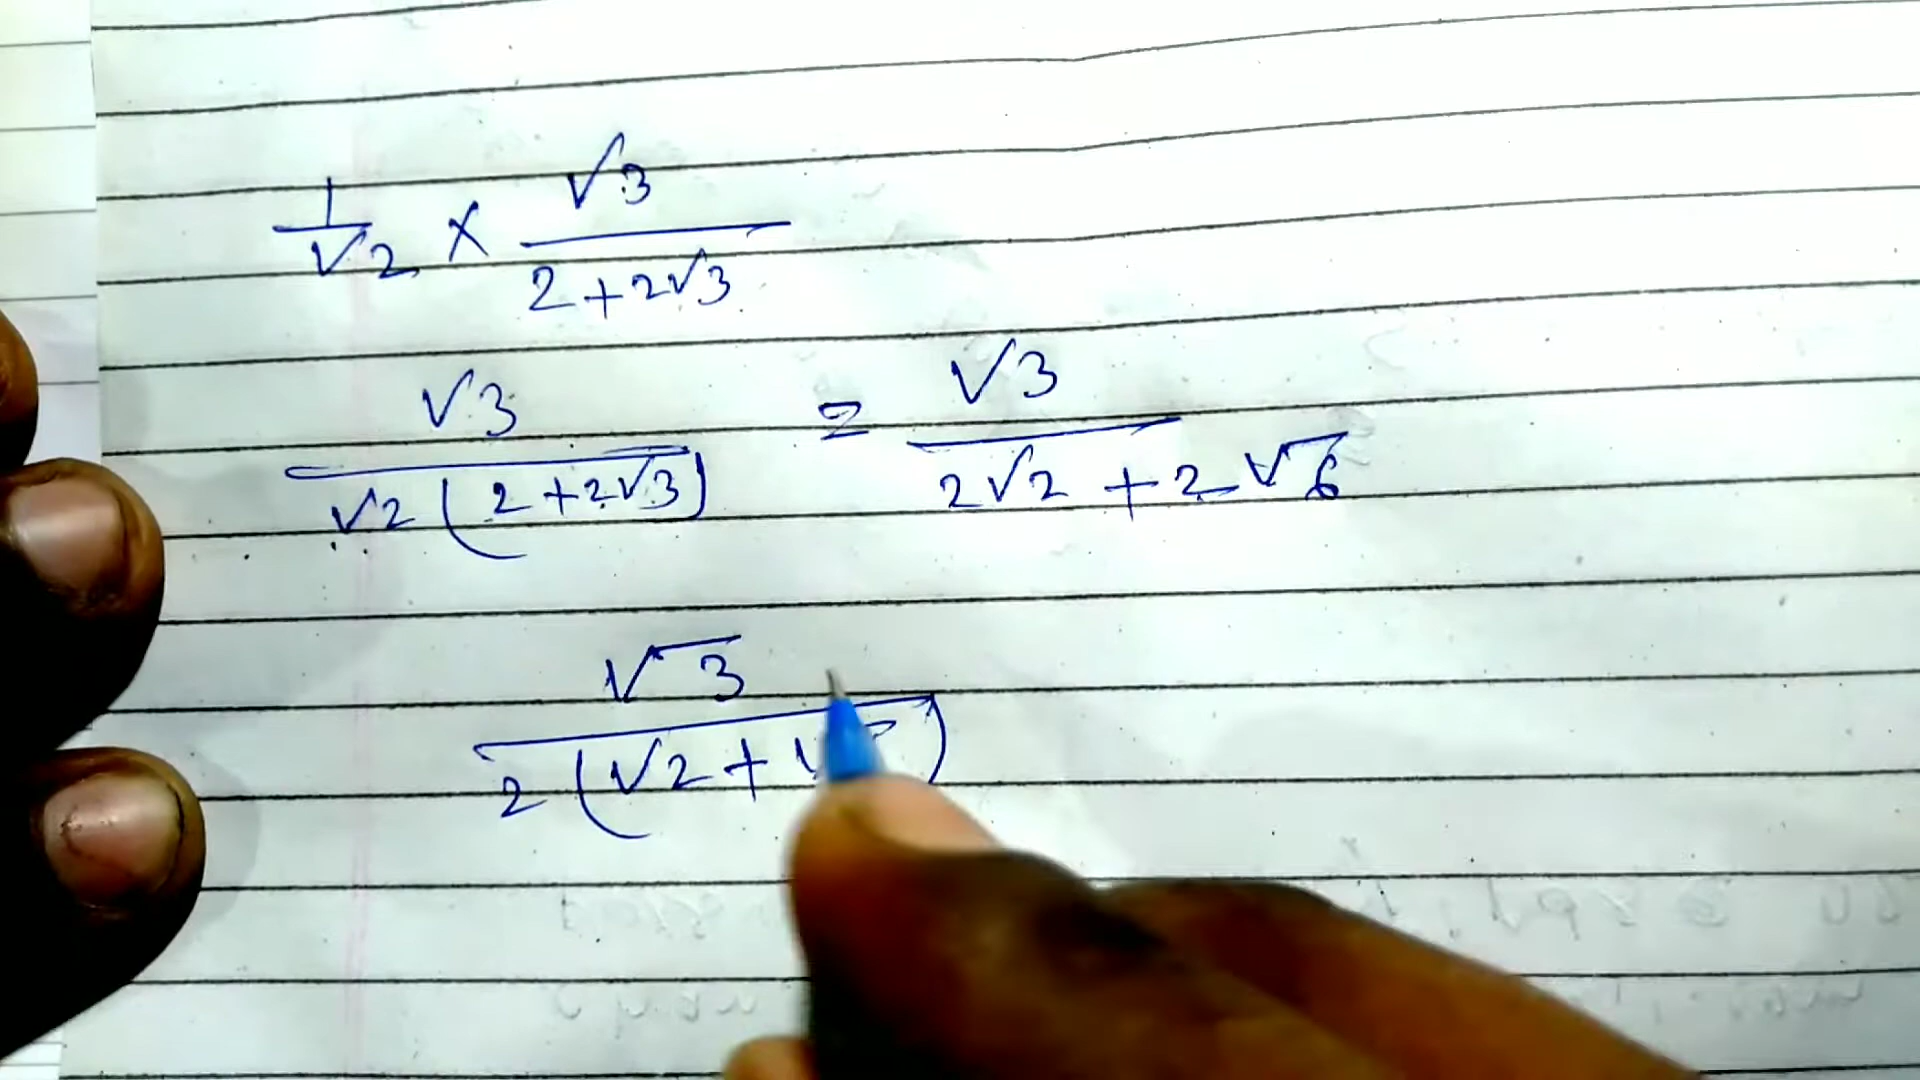 1/√2 × √3/(2+2√3)
√3/(√2(2+2√3)) = √3/(2√2+2√6)
√3/(2(√2+√